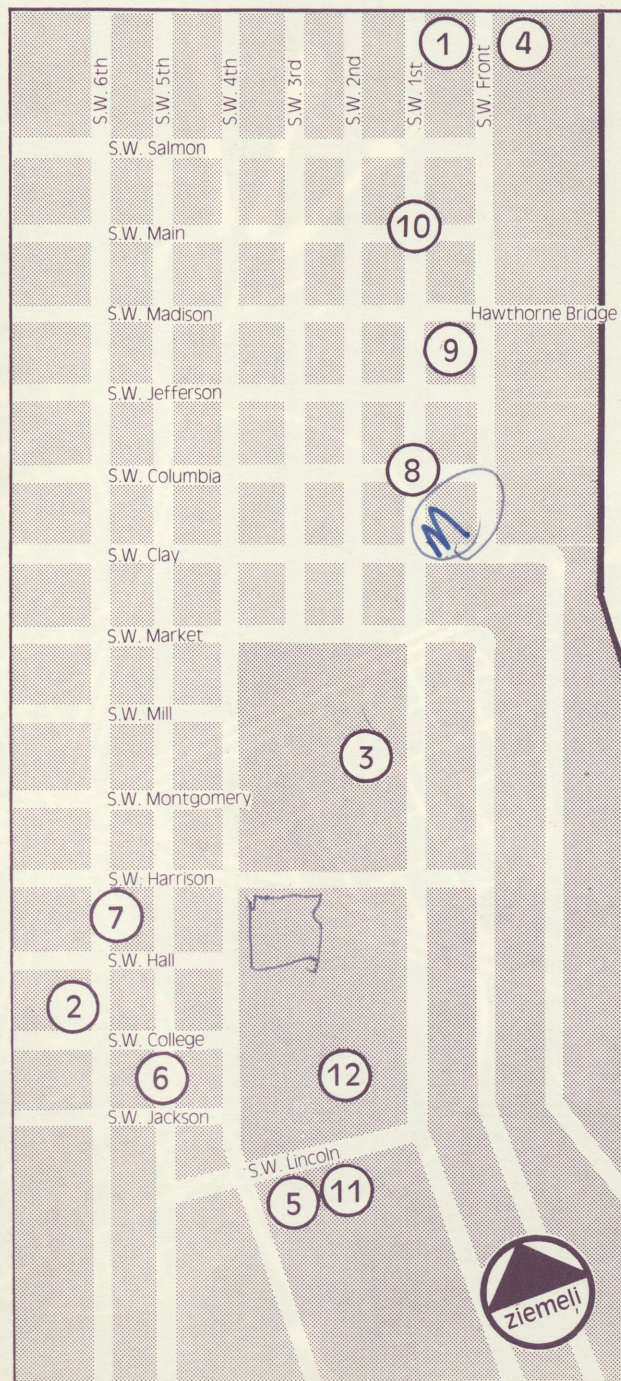 S.W. 6th
S.W. 5th
S.W. 4th
S.W. 3rd
S.W. 2nd
S.W. 1st
S.W. Front
1
4
S.W. Salmon
S.W. Main
10
S.W. Madison
Hawthorne Bridge
9
S.W. Jefferson
8
S.W. Columbia
M
S.W. Clay
S.W. Market
S.W. Mill
3
S.W. Montgomery
S.W. Harrison
7
S.W. Hall
2
S.W. College
6
12
S.W. Jackson
S.W. Lincoln
5
11
ziemeļi